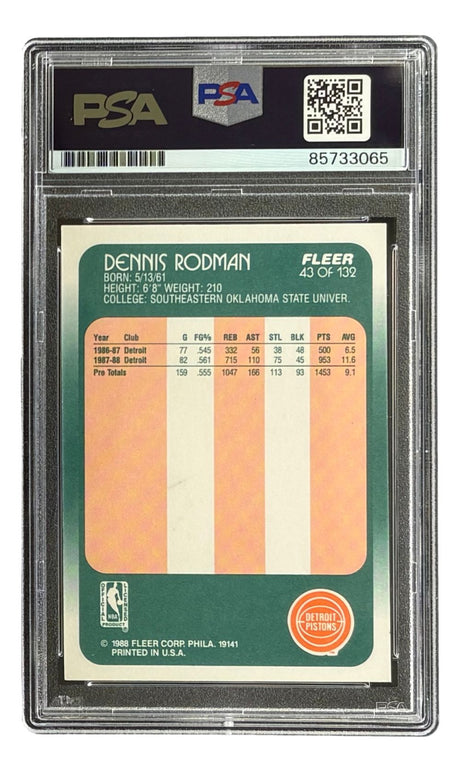 PSA
PSA
85733065
DENNIS RODMAN
FLEER
43 OF 132
BORN: 5/13/61
HEIGHT: 6'8" WEIGHT: 210
COLLEGE: SOUTHEASTERN OKLAHOMA STATE UNIVER.
Year Club G FG% REB AST STL BLK PTS AVG
1986-87 Detroit 77 .545 332 56 38 48 500 6.5
1987-88 Detroit 82 .561 715 110 75 45 953 11.6
Pro Totals 159 .555 1047 166 113 93 1453 9.1
NBA
PRODUCT
DETROIT
PISTONS
© 1988 FLEER CORP. PHILA. 19141
PRINTED IN U.S.A.
PSA